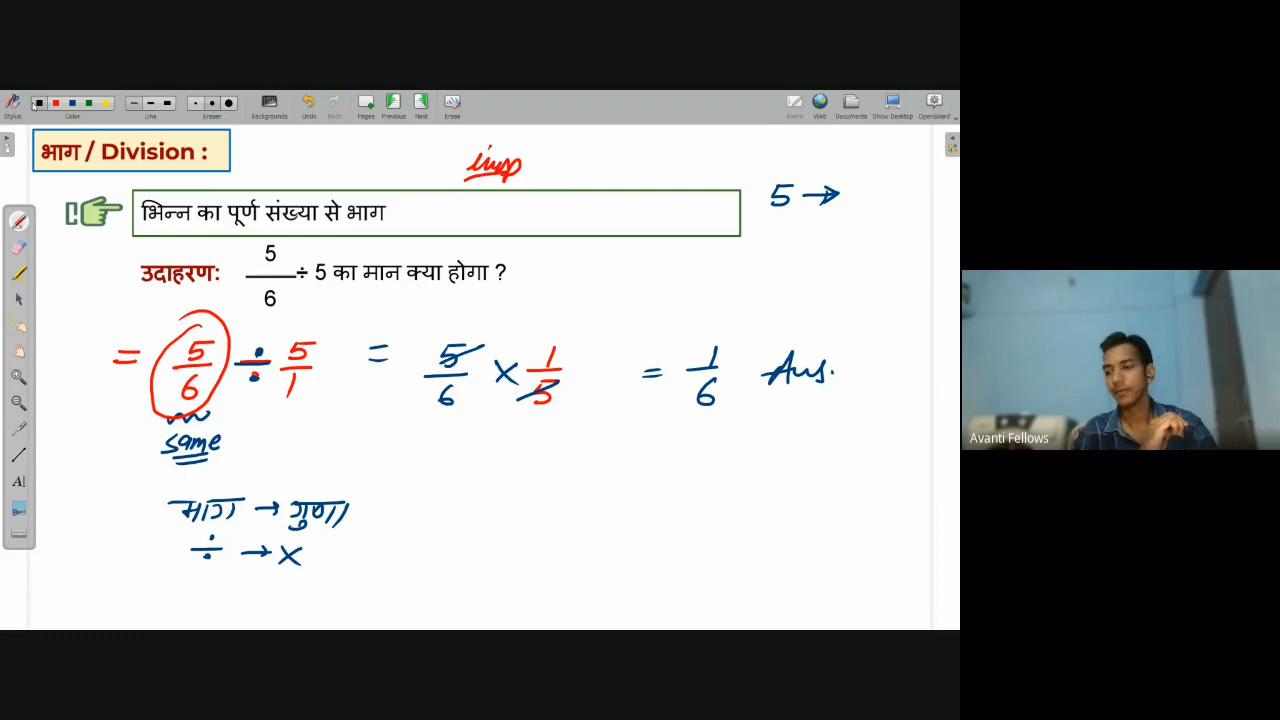 Stylus Color Line Eraser Backgrounds Undo Redo Pages Previous Next Erase Board Web Documents Show Desktop OpenBoard
भाग / Division :
imp
5 →
भिन्न का पूर्ण संख्या से भाग
उदाहरण: 5/6 ÷ 5 का मान क्या होगा ?
= 5/6 ÷ 5/1 = 5/6 × 1/5 = 1/6 Ans.
same
भाग → गुणा
÷ → ×
Avanti Fellows